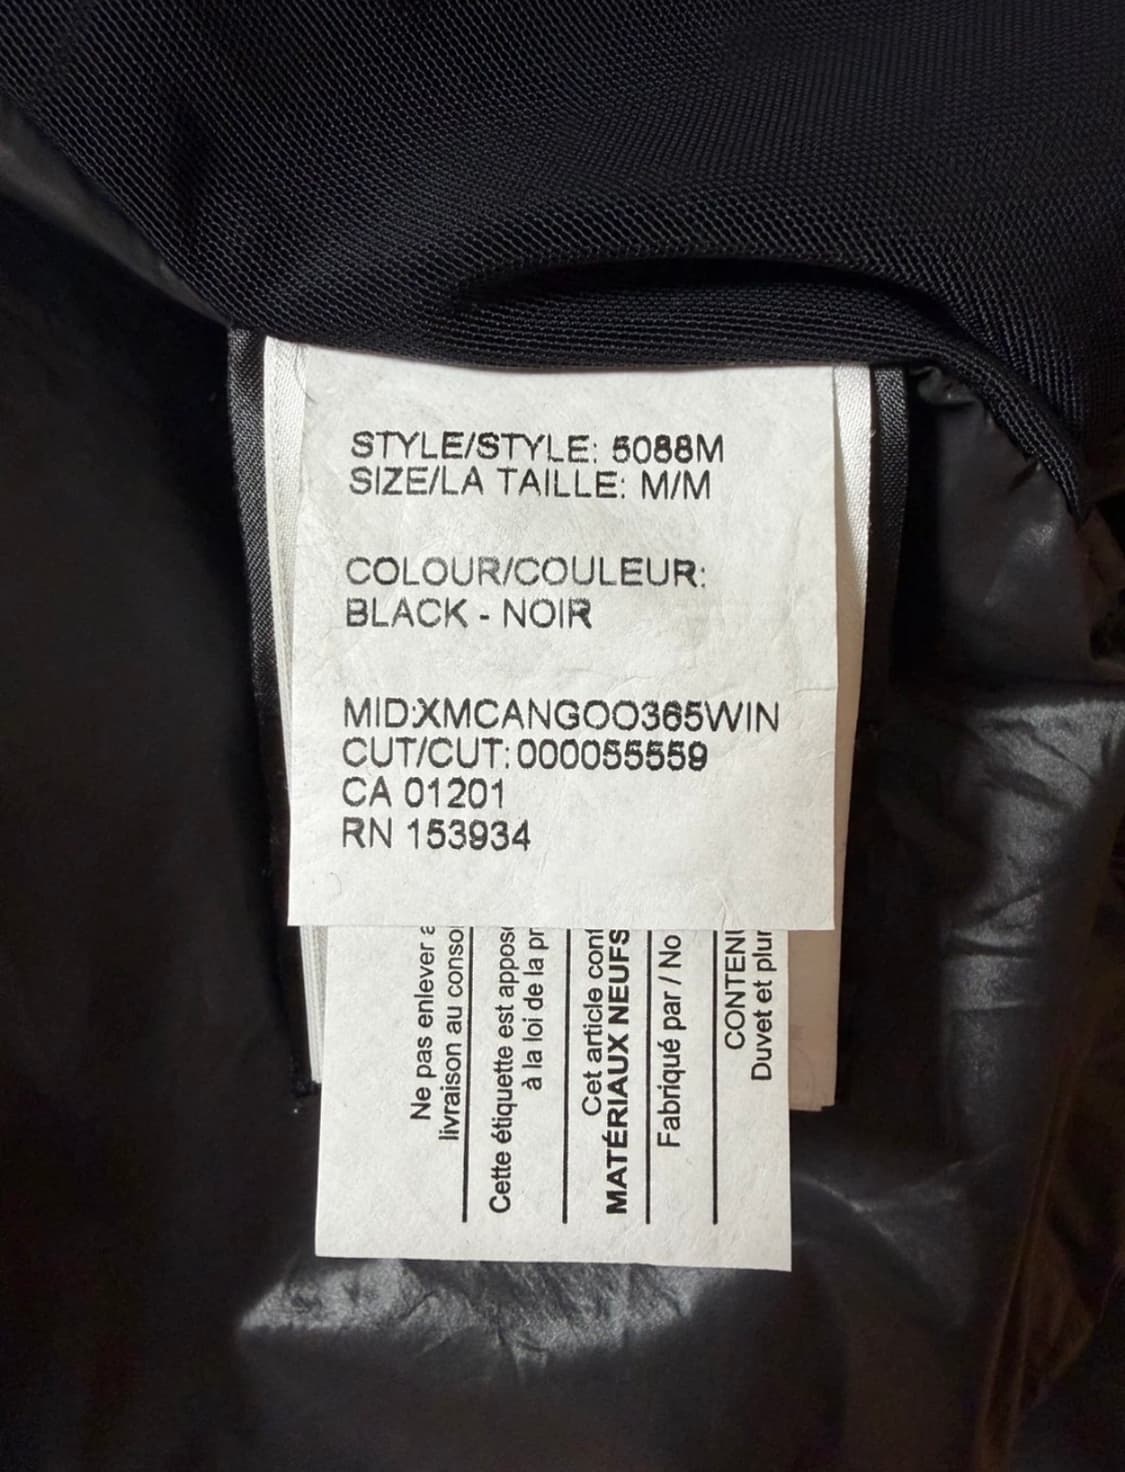 STYLE/STYLE: 5088M
SIZE/LA TAILLE: M/M
COLOUR/COULEUR:
BLACK - NOIR
MID:XMCANGOO365WIN
CUT/CUT: 000055559
CA 01201
RN 153934
Ne pas enlever
livraison au conso
Cette étiquette est appos
à la loi de la pr
Cet article con
MATÉRIAUX NEUFS
Fabriqué par / No
CONTEN
Duvet et plu